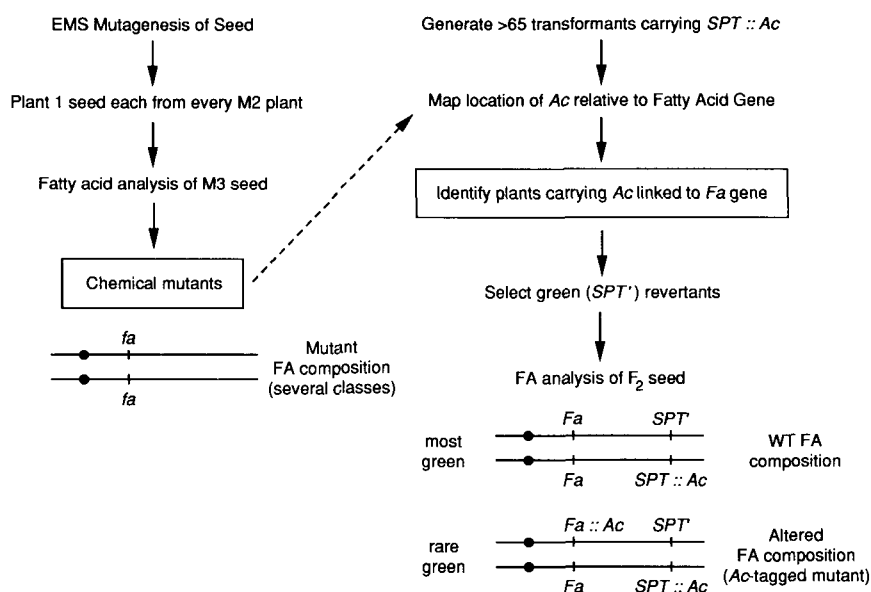 EMS Mutagenesis of Seed
Plant 1 seed each from every M2 plant
Fatty acid analysis of M3 seed
Chemical mutants
fa
fa
Mutant
FA composition
(several classes)
Generate >65 transformants carrying SPT :: Ac
Map location of Ac relative to Fatty Acid Gene
Identify plants carrying Ac linked to Fa gene
Select green (SPT') revertants
FA analysis of F2 seed
most
green
Fa SPT'
Fa SPT :: Ac
WT FA
composition
rare
green
Fa :: Ac SPT'
Fa SPT :: Ac
Altered
FA composition
(Ac-tagged mutant)